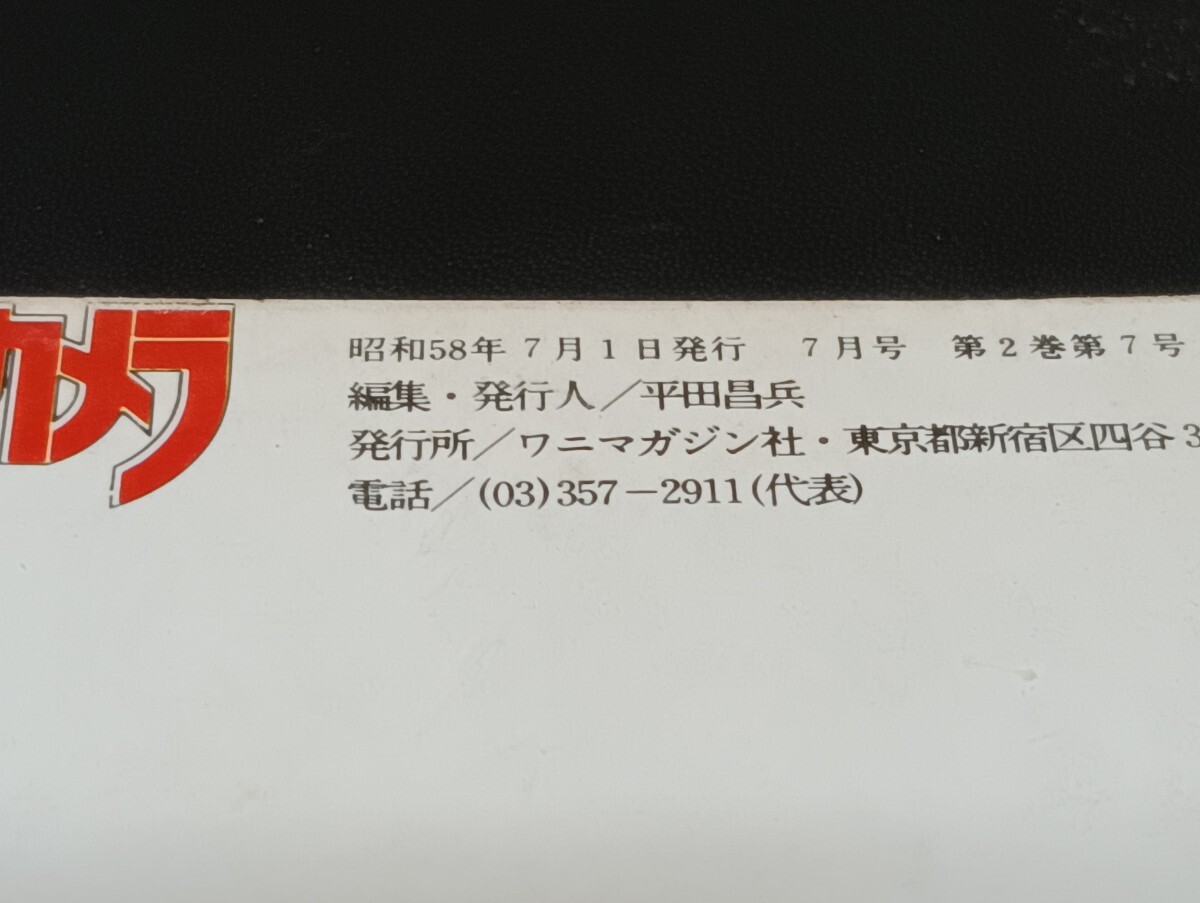 カメラ
昭和58年7月1日発行 7月号 第2巻第7号
編集・発行人／平田昌兵
発行所／ワニマガジン社・東京都新宿区四谷3
電話／(03)357－2911(代表)